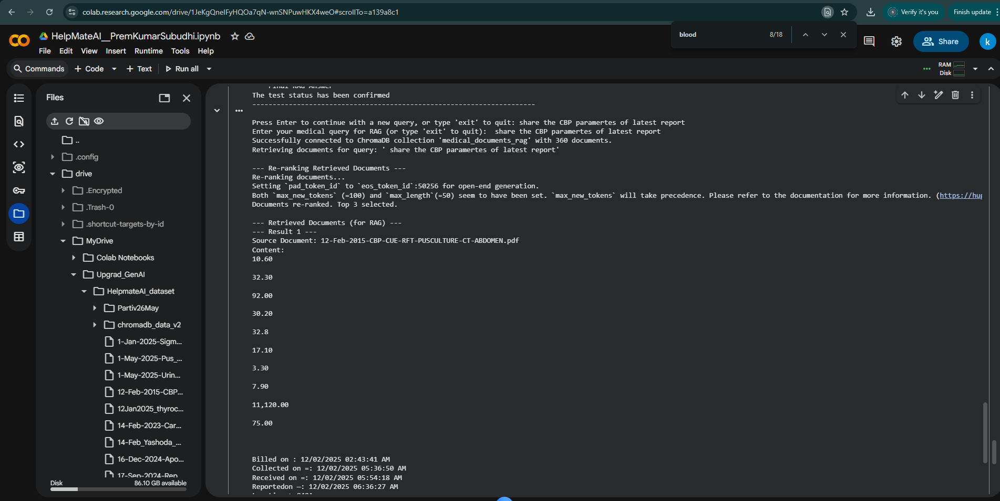 colab.research.google.com/drive/1JeKgQnelFyHQOa7qN-wnSNPuwHKX4weO#scrollTo=a139a8c1
Verify it's you
Finish update
HelpMateAI__PremKumarSubudhi.ipynb
blood
8/18
Share
k
File Edit View Insert Runtime Tools Help
Commands + Code + Text Run all
RAM
Disk
Files
..
.config
drive
.Encrypted
.Trash-0
.shortcut-targets-by-id
MyDrive
Colab Notebooks
Upgrad_GenAI
HelpmateAI_dataset
Partiv26May
chromadb_data_v2
1-Jan-2025-Sigm...
1-May-2025-Pus_...
1-May-2025-Urin...
12-Feb-2015-CBP...
12Jan2025_thyroc...
14-Feb-2023-Car...
14-Feb_Yashoda_...
16-Dec-2024-Apo...
17-Sep-2024-Rep
Disk
86.10 GB available
Final RAG Answer
The test status has been confirmed
----------------------------------------------------------------------
Press Enter to continue with a new query, or type 'exit' to quit: share the CBP paramertes of latest report
Enter your medical query for RAG (or type 'exit' to quit):  share the CBP paramertes of latest report
Successfully connected to ChromaDB collection 'medical_documents_rag' with 360 documents.
Retrieving documents for query: ' share the CBP paramertes of latest report'
--- Re-ranking Retrieved Documents ---
Re-ranking documents...
Setting `pad_token_id` to `eos_token_id`:50256 for open-end generation.
Both `max_new_tokens` (=100) and `max_length`(=50) seem to have been set. `max_new_tokens` will take precedence. Please refer to the documentation for more information. (https://hug
Documents re-ranked. Top 3 selected.
--- Retrieved Documents (for RAG) ---
--- Result 1 ---
Source Document: 12-Feb-2015-CBP-CUE-RFT-PUSCULTURE-CT-ABDOMEN.pdf
Content:
10.60
32.30
92.00
30.20
32.8
17.10
3.30
7.90
11,120.00
75.00
Billed on : 12/02/2025 02:43:41 AM
Collected on =: 12/02/2025 05:36:50 AM
Received on =: 12/02/2025 05:54:18 AM
Reportedon —: 12/02/2025 06:36:27 AM